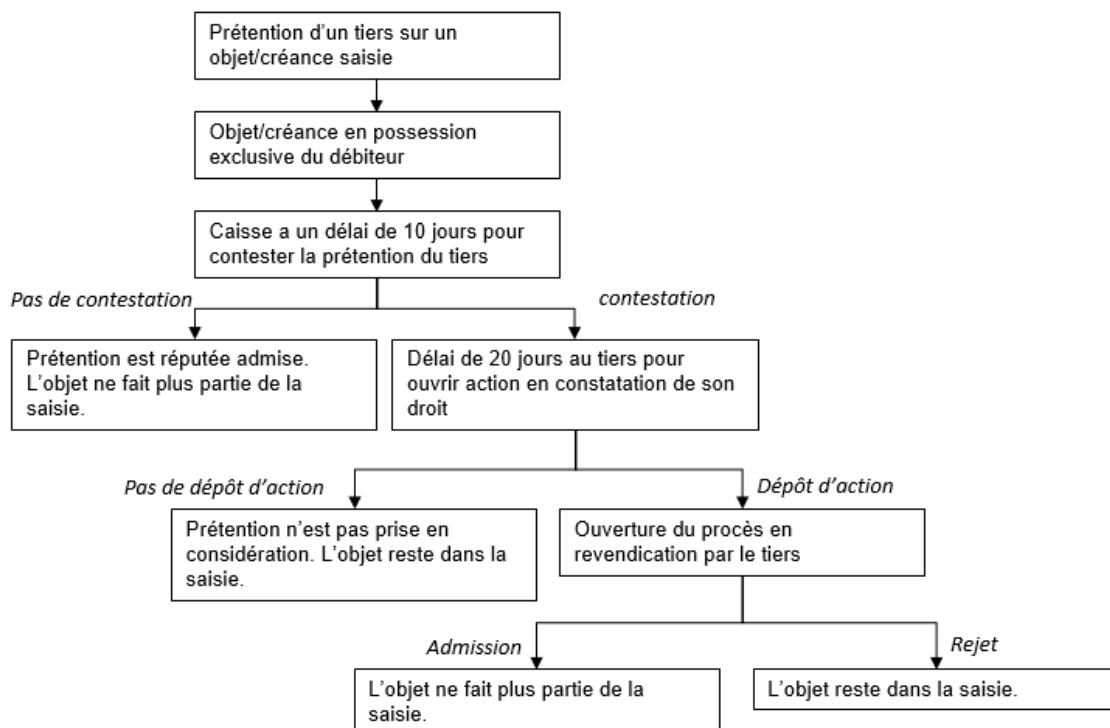 Prétention d’un tiers sur un
objet/créance saisie
Objet/créance en possession
exclusive du débiteur
Caisse a un délai de 10 jours pour
contester la prétention du tiers
Pas de contestation
contestation
Prétention est réputée admise.
L’objet ne fait plus partie de la
saisie.
Délai de 20 jours au tiers pour
ouvrir action en constatation de son
droit
Pas de dépôt d’action
Dépôt d’action
Prétention n’est pas prise en
considération. L’objet reste dans la
saisie.
Ouverture du procès en
revendication par le tiers
Admission
Rejet
L’objet ne fait plus partie de la
saisie.
L’objet reste dans la saisie.